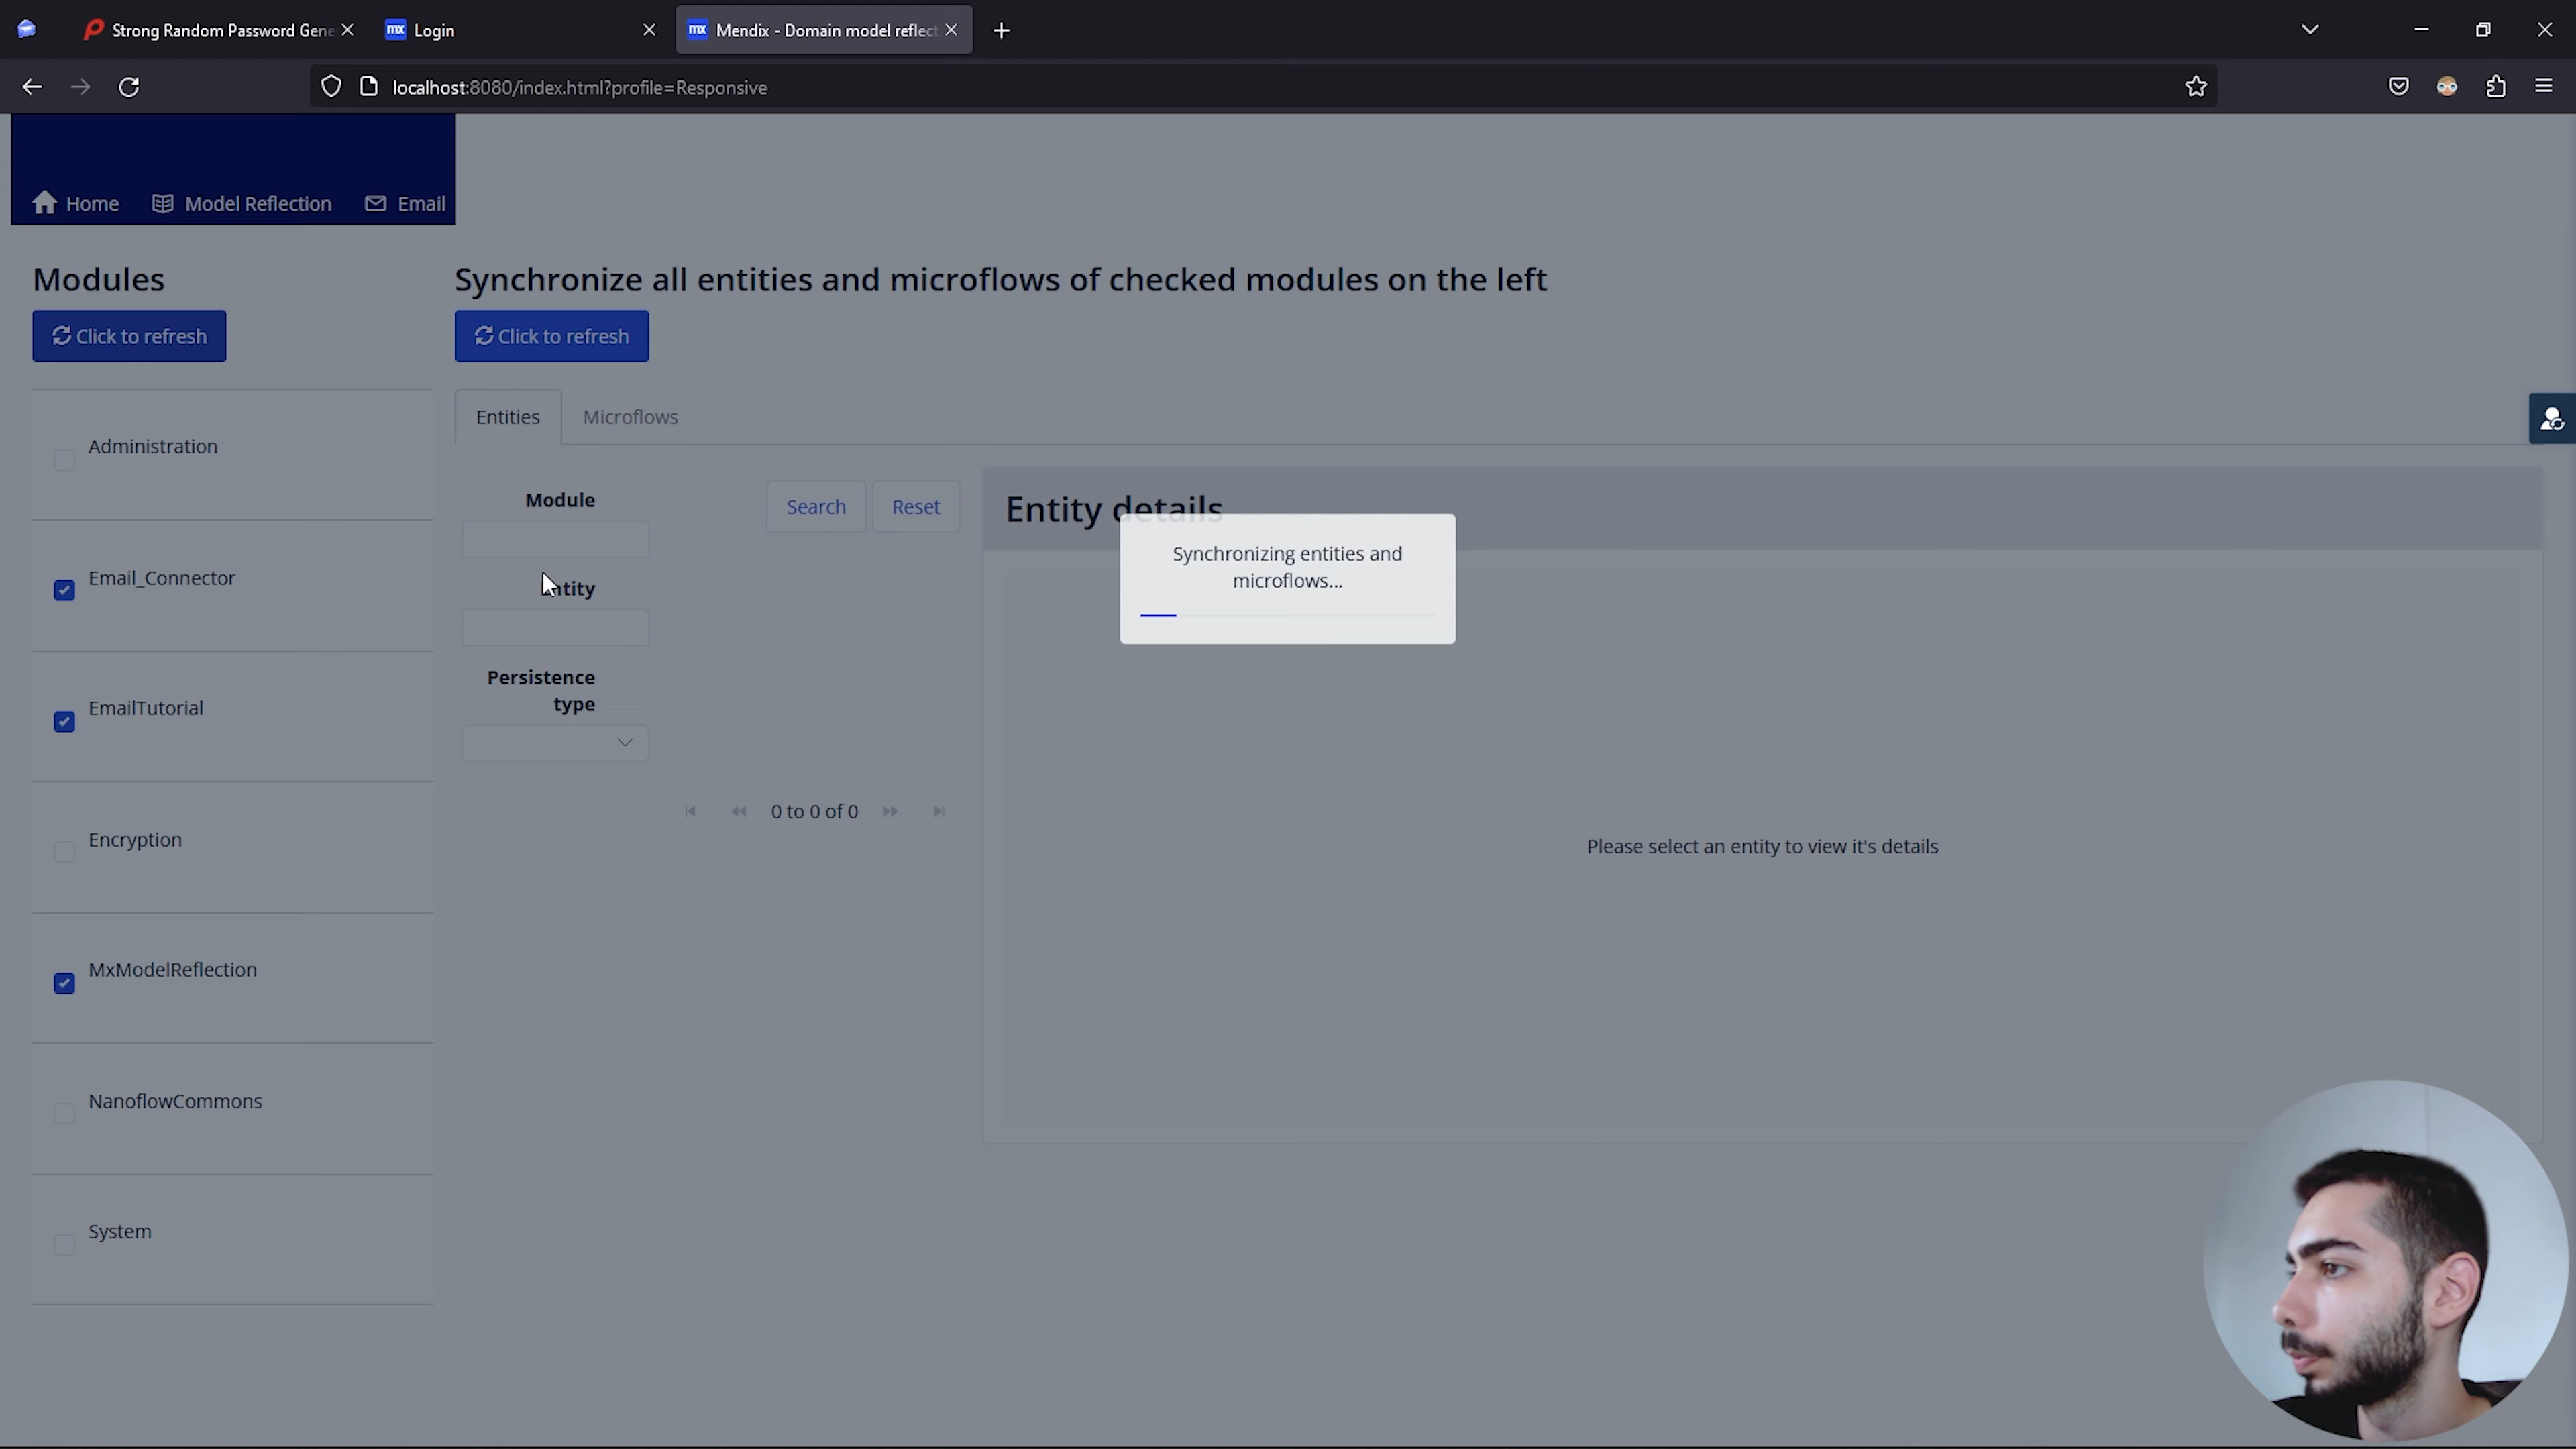 Strong Random Password Gene
Login
Mendix - Domain model reflect
localhost:8080/index.html?profile=Responsive
Home
Model Reflection
Email
Modules
Click to refresh
Synchronize all entities and microflows of checked modules on the left
Click to refresh
Administration
Email_Connector
EmailTutorial
Encryption
MxModelReflection
NanoflowCommons
System
Entities
Microflows
Module
Search
Reset
Entity
Persistence
type
0 to 0 of 0
Entity details
Synchronizing entities and
microflows...
Please select an entity to view it's details